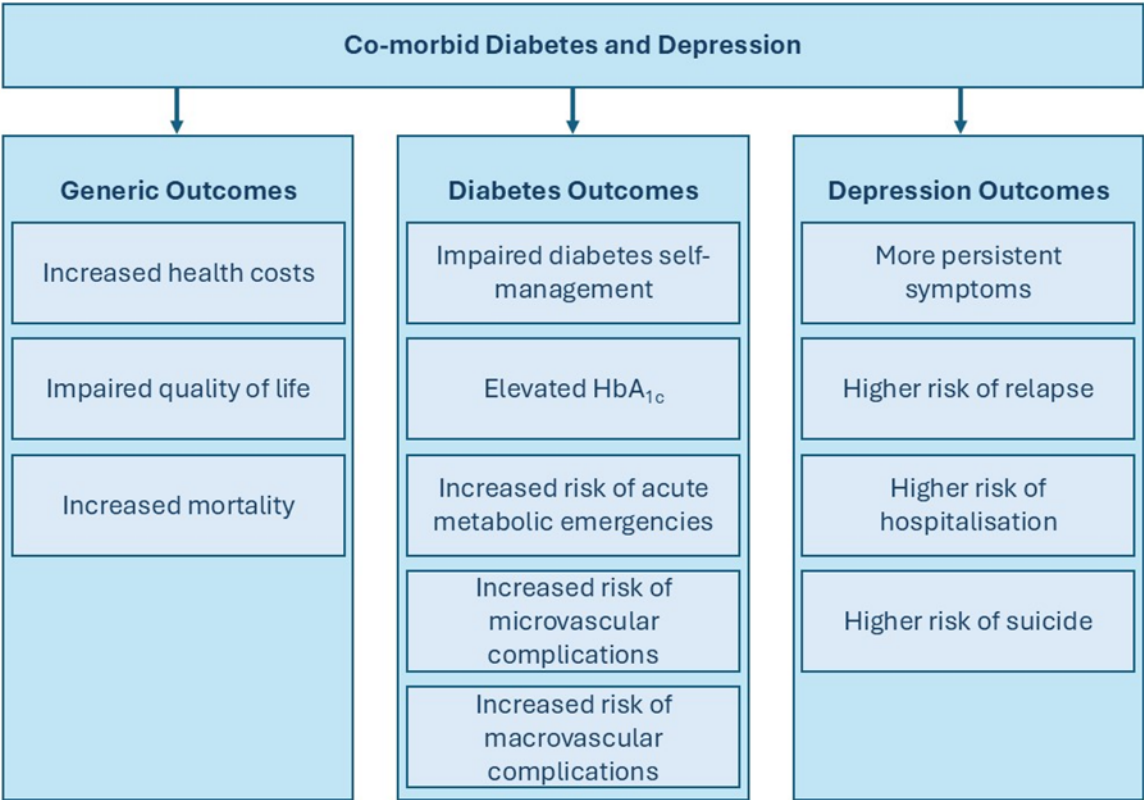 Co-morbid Diabetes and Depression
Generic Outcomes
Increased health costs
Impaired quality of life
Increased mortality
Diabetes Outcomes
Impaired diabetes self-
management
Elevated HbA1c
Increased risk of acute
metabolic emergencies
Increased risk of
microvascular
complications
Increased risk of
macrovascular
complications
Depression Outcomes
More persistent
symptoms
Higher risk of relapse
Higher risk of
hospitalisation
Higher risk of suicide